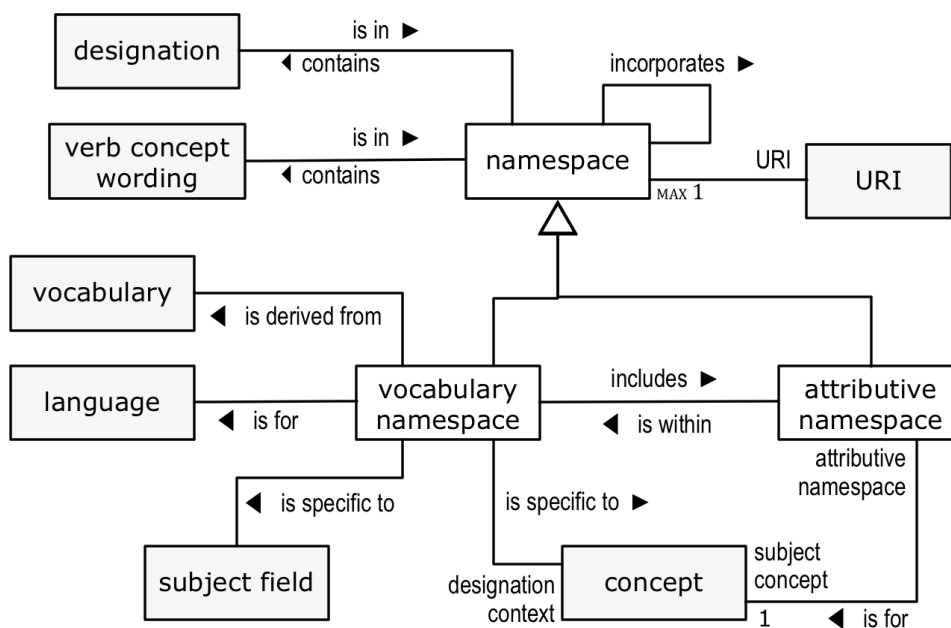 designation
is in ►
◄ contains
incorporates ►
verb concept
wording
is in ►
◄ contains
namespace
URI
MAX 1
URI
vocabulary
◄ is derived from
language
◄ is for
vocabulary
namespace
includes ►
◄ is within
attributive
namespace
attributive
namespace
◄ is specific to
is specific to ►
subject field
designation
context
concept
subject
concept
1
◄ is for